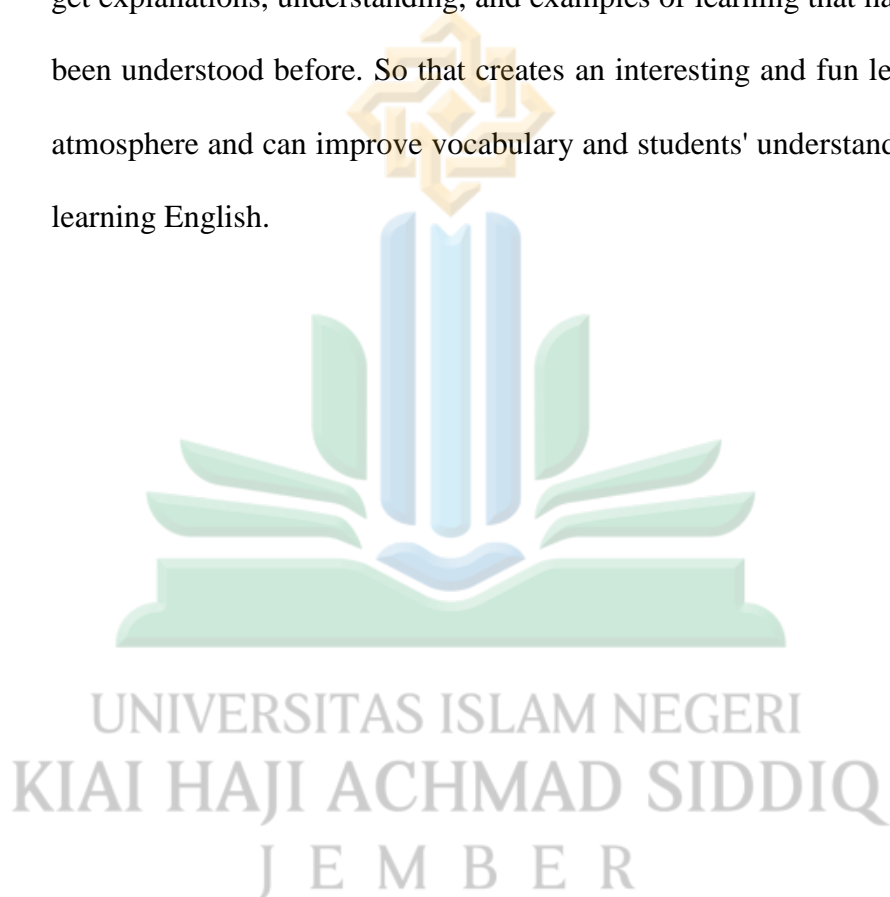 get explanations, understanding, and examples of learning that
been understood before. So that creates an interesting and fun
atmosphere and can improve vocabulary and students'
learning English.
UNIVERSITAS ISLAM NEGERI
KIAI HAJI ACHMAD SIDDIQ
J E M B E R